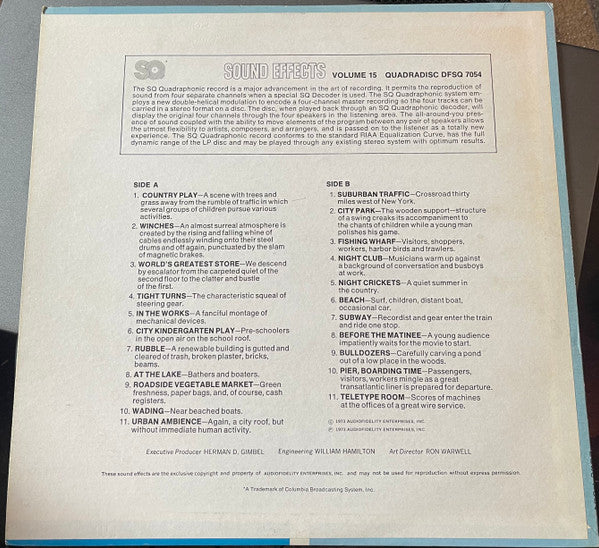 SQ*
SOUND EFFECTS VOLUME 15 QUADRADISC DFSQ 7054
The SQ Quadraphonic record is a major advancement in the art of recording. It permits the reproduction of
sound from four separate channels when a special SQ Decoder is used. The SQ Quadraphonic system em-
ploys a new double-helical modulation to encode a four-channel master recording so the four tracks can be
carried in a stereo format on a disc. The disc, when played back through an SQ Quadraphonic decoder, will
display the original four channels through the four speakers in the listening area. The all-around-you pres-
ence of sound coupled with the ability to move elements of the program between any pair of speakers allows
the utmost flexibility to artists, composers, and arrangers, and is passed on to the listener as a totally new
experience. The SQ Quadraphonic record conforms to the standard RIAA Equalization Curve, has the full
dynamic range of the LP disc and may be played through any existing stereo system with optimum results.
SIDE A
1. COUNTRY PLAY—A scene with trees and
grass away from the rumble of traffic in which
several groups of children pursue various
activities.
2. WINCHES—An almost surreal atmosphere is
created by the rising and falling whine of
cables endlessly winding onto their steel
drums and off again, punctuated by the slam
of magnetic brakes.
3. WORLD'S GREATEST STORE—We descend
by escalator from the carpeted quiet of the
second floor to the clatter and bustle
of the first.
4. TIGHT TURNS—The characteristic squeal of
steering gear.
5. IN THE WORKS—A fanciful montage of
mechanical devices.
6. CITY KINDERGARTEN PLAY—Pre-schoolers
in the open air on the school roof.
7. RUBBLE—A renewable building is gutted and
cleared of trash, broken plaster, bricks,
beams.
8. AT THE LAKE—Bathers and boaters.
9. ROADSIDE VEGETABLE MARKET—Green
freshness, paper bags, and, of course, cash
registers.
10. WADING—Near beached boats.
11. URBAN AMBIENCE—Again, a city roof, but
without immediate human activity.
SIDE B
1. SUBURBAN TRAFFIC—Crossroad thirty
miles west of New York.
2. CITY PARK—The wooden support—structure
of a swing creaks its accompaniment to
the chants of children while a young man
polishes his game.
3. FISHING WHARF—Visitors, shoppers,
workers, harbor birds and trawlers.
4. NIGHT CLUB—Musicians warm up against
a background of conversation and busboys
at work.
5. NIGHT CRICKETS—A quiet summer in
the country.
6. BEACH—Surf, children, distant boat,
occasional car.
7. SUBWAY—Recordist and gear enter the train
and ride one stop.
8. BEFORE THE MATINEE—A young audience
impatiently waits for the movie to start.
9. BULLDOZERS—Carefully carving a pond
out of a low place in the woods.
10. PIER, BOARDING TIME—Passengers,
visitors, workers mingle as a great
transatlantic liner is prepared for departure.
11. TELETYPE ROOM—Scores of machines
at the offices of a great wire service.
© 1973 AUDIOFIDELITY ENTERPRISES, INC.
℗ 1973 AUDIOFIDELITY ENTERPRISES, INC.
Executive Producer HERMAN D. GIMBEL Engineering WILLIAM HAMILTON Art Director RON WARWELL
These sound effects are the exclusive copyright and property of AUDIOFIDELITY ENTERPRISES, INC. and may not be used for reproduction without express permission.
*A Trademark of Columbia Broadcasting System, Inc.